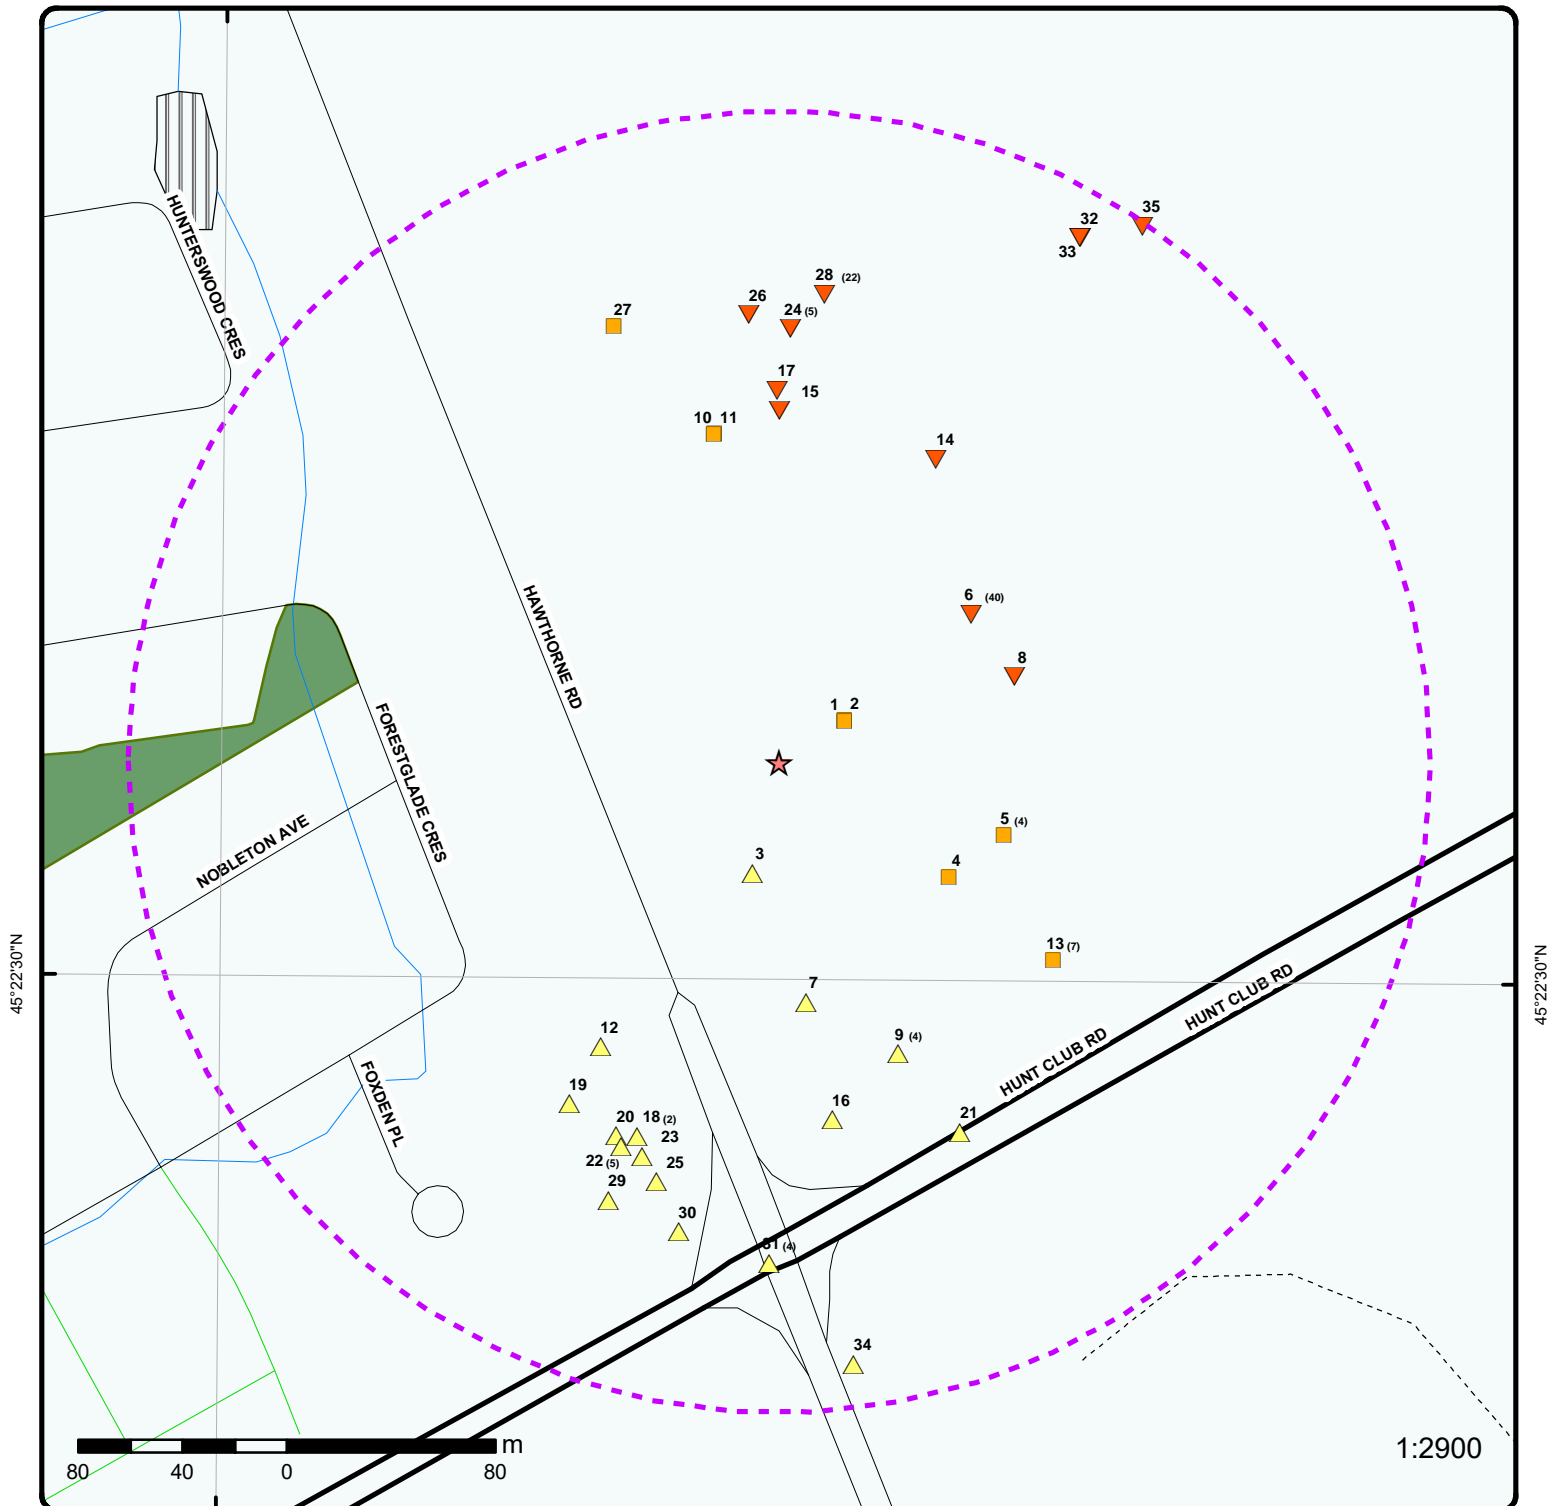 35
32
33
28 (22)
26
24 (5)
27
HUNTERSWOOD CRES
17
15
10 11
14
HAWTHORNE RD
6 (40)
8
1 2
FORESTGLADE CRES
5 (4)
NOBLETON AVE
3
4
13 (7)
45°22'30"N
45°22'30"N
7
HUNT CLUB RD
12
9 (4)
HUNT CLUB RD
FOXDEN PL
19
16
21
20 18 (2)
23
22 (5)
25
29
30
31 (4)
34
m
1:2900
80 40 0 80